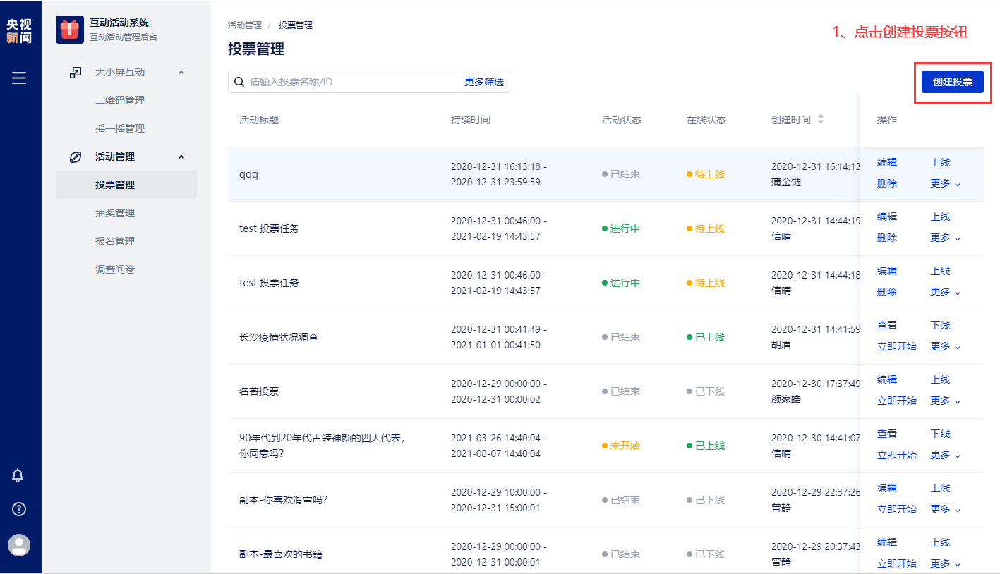 央视
新闻
互动活动系统
互动活动管理后台
大小屏互动
二维码管理
摇一摇管理
活动管理
投票管理
抽奖管理
报名管理
调查问卷
活动管理 / 投票管理
投票管理
1、点击创建投票按钮
请输入投票名称/ID 更多筛选
创建投票
活动标题 持续时间 活动状态 在线状态 创建时间 操作
qqq
2020-12-31 16:13:18 -
2020-12-31 23:59:59
已结束 待上线
2020-12-31 16:14:13
蒲金链
编辑 上线
删除 更多
test 投票任务
2020-12-31 00:46:00 -
2021-02-19 14:43:57
进行中 待上线
2020-12-31 14:44:19
信晴
编辑 上线
删除 更多
test 投票任务
2020-12-31 00:46:00 -
2021-02-19 14:43:57
进行中 待上线
2020-12-31 14:44:18
信晴
编辑 上线
删除 更多
长沙疫情状况调查
2020-12-31 00:41:49 -
2021-01-01 00:41:50
已结束 已上线
2020-12-31 14:41:59
胡眉
查看 下线
立即开始 更多
名著投票
2020-12-29 00:00:00 -
2020-12-31 00:00:02
已结束 已下线
2020-12-30 17:37:49
颜家皓
编辑 上线
立即开始 更多
90年代到20年代古装神颜的四大代表，
你同意吗?
2021-03-26 14:40:04 -
2021-08-07 14:40:04
未开始 已上线
2020-12-30 14:41:07
信晴
查看 下线
立即开始 更多
副本-你喜欢滑雪吗?
2020-12-29 10:00:00 -
2020-12-31 15:00:01
已结束 已下线
2020-12-29 22:37:26
曾静
编辑 上线
立即开始 更多
副本-最喜欢的书籍
2020-12-29 00:00:00 -
2020-12-31 00:00:01
已结束 已下线
2020-12-29 20:37:43
曾静
编辑 上线
立即开始 更多